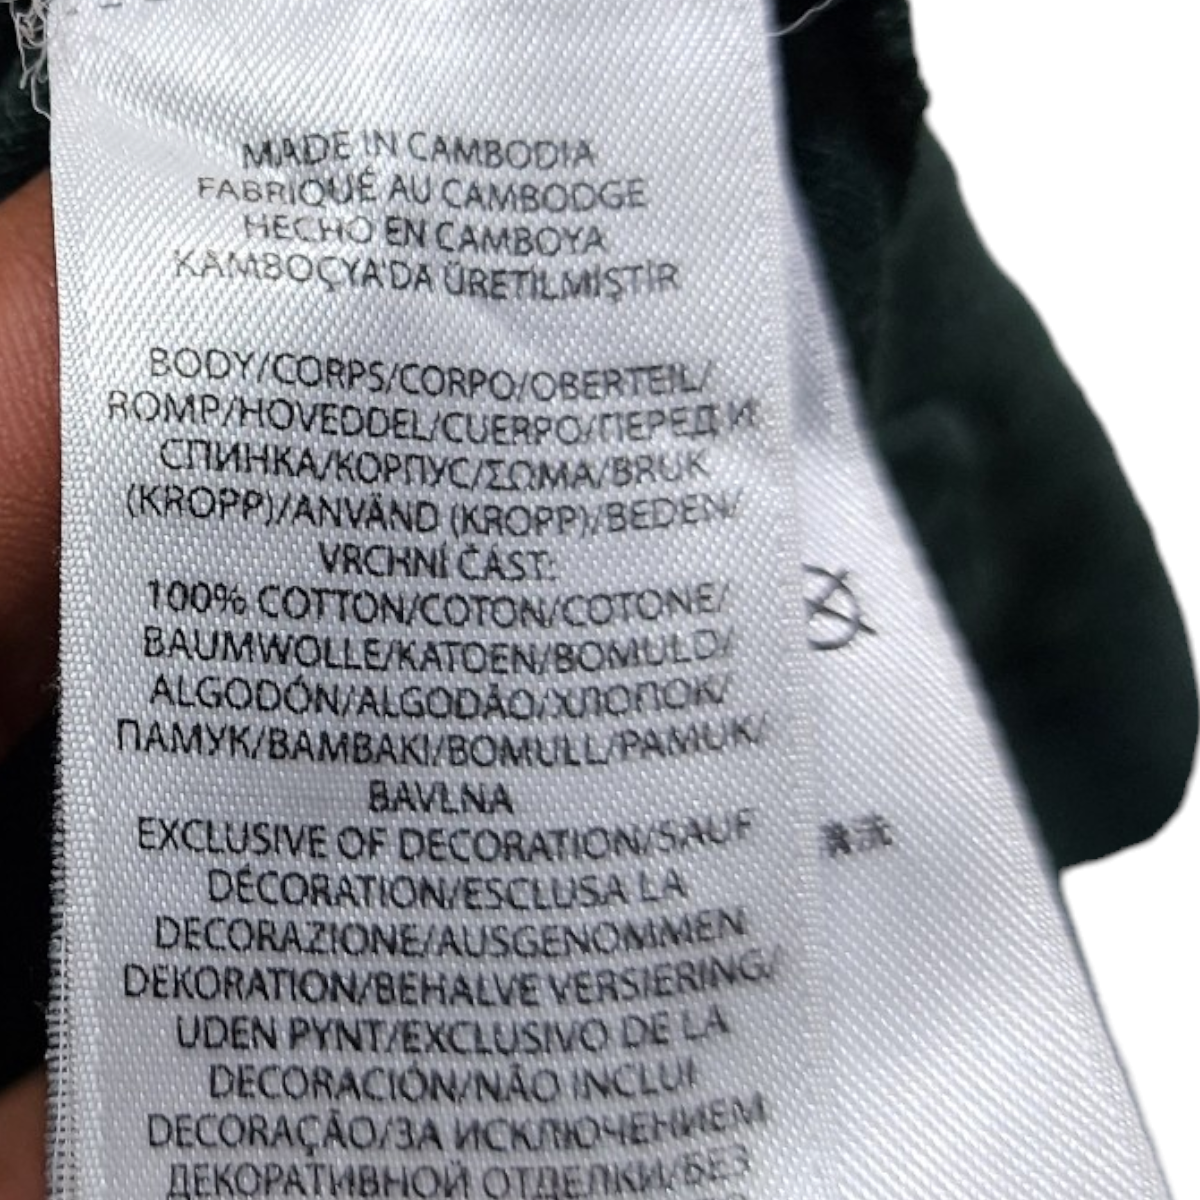 MADE IN CAMBODIA
FABRIQUÉ AU CAMBODGE
HECHO EN CAMBOYA
KAMBOÇYA'DA ÜRETILMİŞTİR
BODY/CORPS/CORPO/OBERTEIL/
ROMP/HOVEDDEL/CUERPO/ПЕРЕД И
СПИНКА/КОРПУС/ΣΩΜΑ/BRUK
(KROPP)/ANVÄND (KROPP)/BEDEN/
VRCHNÍ ČÁST:
100% COTTON/COTON/COTONE/
BAUMWOLLE/KATOEN/BOMULD/
ALGODÓN/ALGODÃO/ХЛОПОК/
ПАМУК/BAMBAKI/BOMULL/PAMUK/
BAVLNA
EXCLUSIVE OF DECORATION/SAUF
DÉCORATION/ESCLUSA LA
DECORAZIONE/AUSGENOMMEN
DEKORATION/BEHALVE VERSIERING/
UDEN PYNT/EXCLUSIVO DE LA
DECORACIÓN/NÃO INCLUI
DECORAÇÃO/ЗА ИСКЛЮЧЕНИЕМ
ДЕКОРАТИВНОЙ ОТДЕЛКИ/БЕЗ